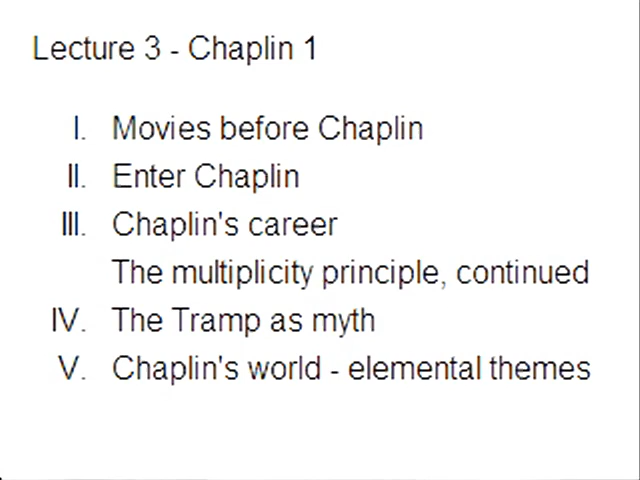 Lecture 3 - Chaplin 1
I. Movies before Chaplin
II. Enter Chaplin
III. Chaplin's career
The multiplicity principle, continued
IV. The Tramp as myth
V. Chaplin's world - elemental themes